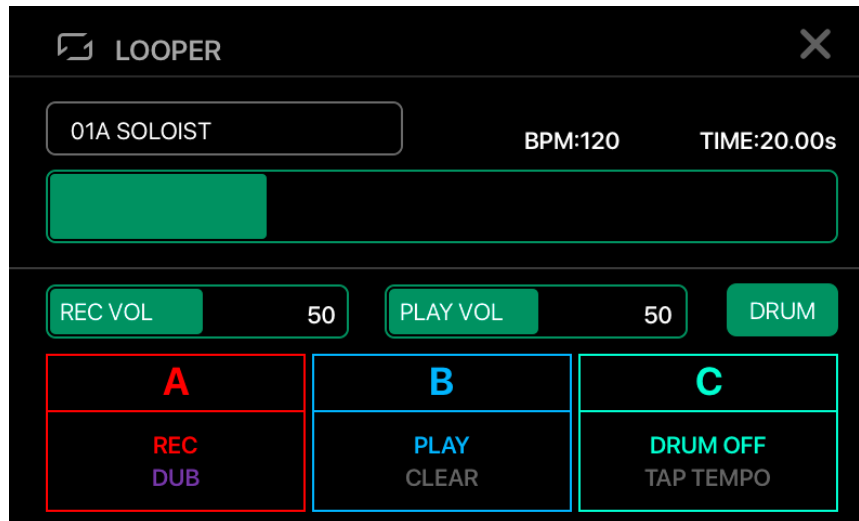 LOOPER
01A SOLOIST
BPM:120 TIME:20.00s
REC VOL 50 PLAY VOL 50 DRUM
A B C
REC PLAY DRUM OFF
DUB CLEAR TAP TEMPO